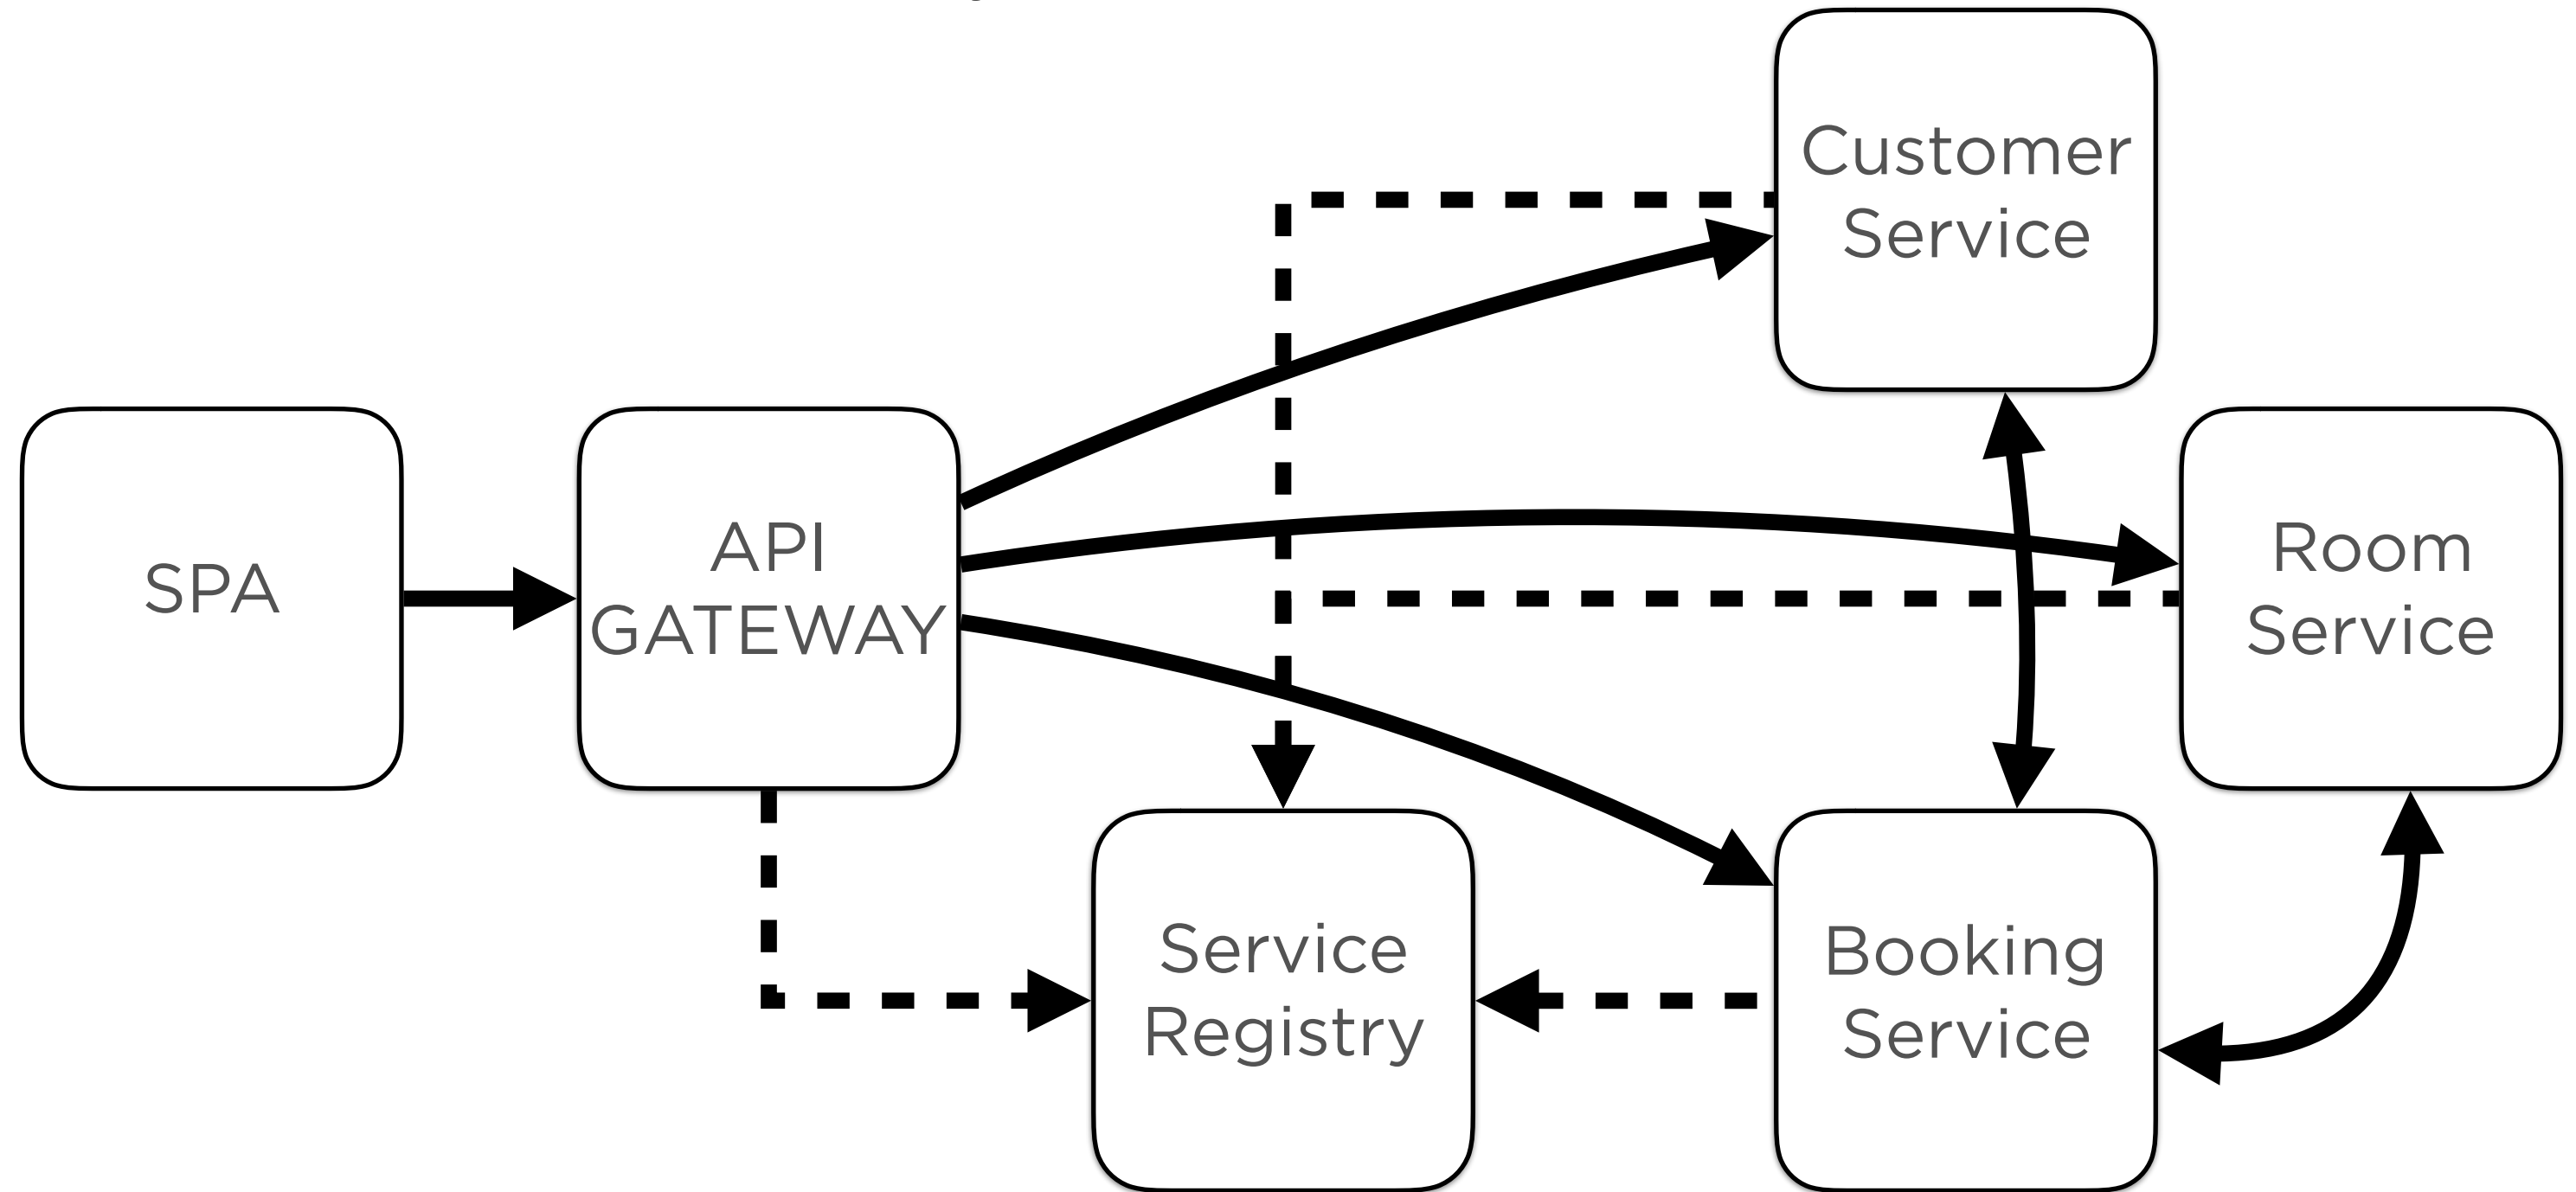 Customer
Service
SPA
API
GATEWAY
Room
Service
Service
Registry
Booking
Service